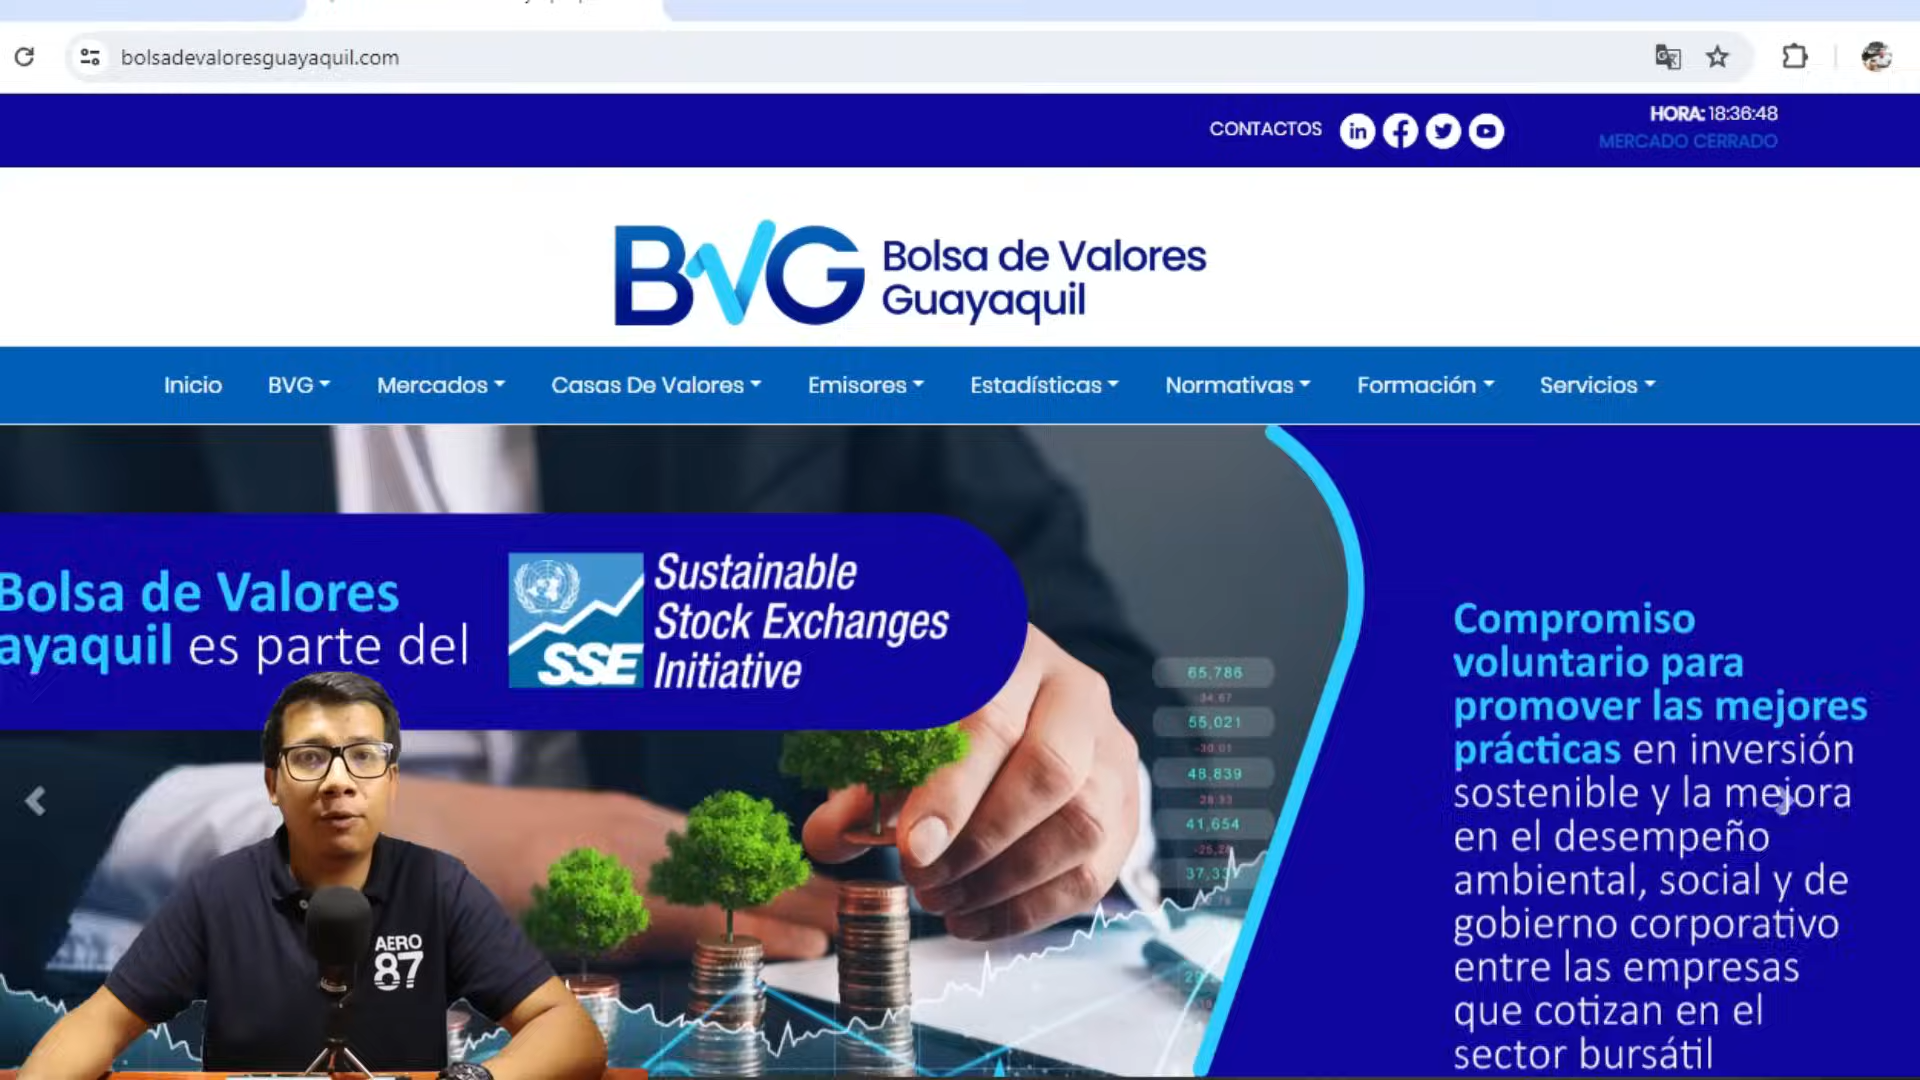 bolsadevaloresguayaquil.com
CONTACTOS
HORA: 18:36:48
MERCADO CERRADO
BVG Bolsa de Valores
Guayaquil
Inicio BVG Mercados Casas De Valores Emisores Estadísticas Normativas Formación Servicios
Bolsa de Valores
ayaquil es parte del
SSE
Sustainable
Stock Exchanges
Initiative
Compromiso
voluntario para
promover las mejores
prácticas en inversión
sostenible y la mejora
en el desempeño
ambiental, social y de
gobierno corporativo
entre las empresas
que cotizan en el
sector bursátil
65,786
34.67
55,021
-30.01
48,839
28.93
41,654
-25,28
AERO
87